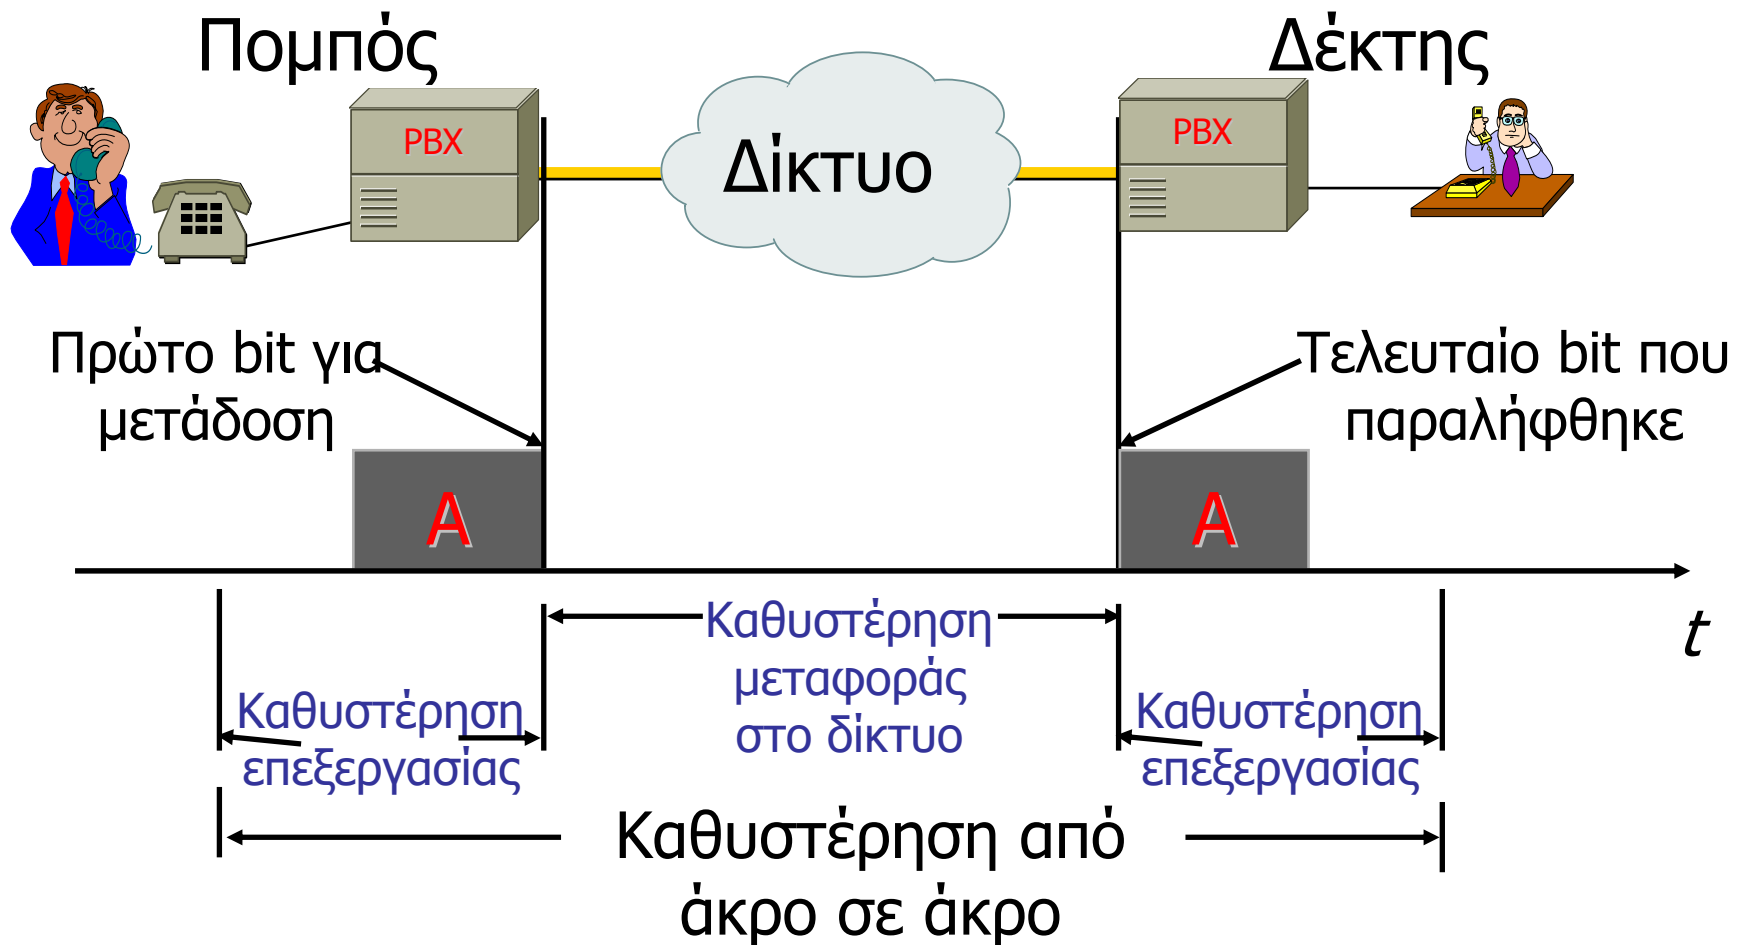 Πομπός
Δέκτης
PBX
PBX
Δίκτυο
Πρώτο bit για
μετάδοση
Τελευταίο bit που
παραλήφθηκε
A
A
t
Καθυστέρηση
μεταφοράς
στο δίκτυο
Καθυστέρηση
επεξεργασίας
Καθυστέρηση
επεξεργασίας
Καθυστέρηση από
άκρο σε άκρο